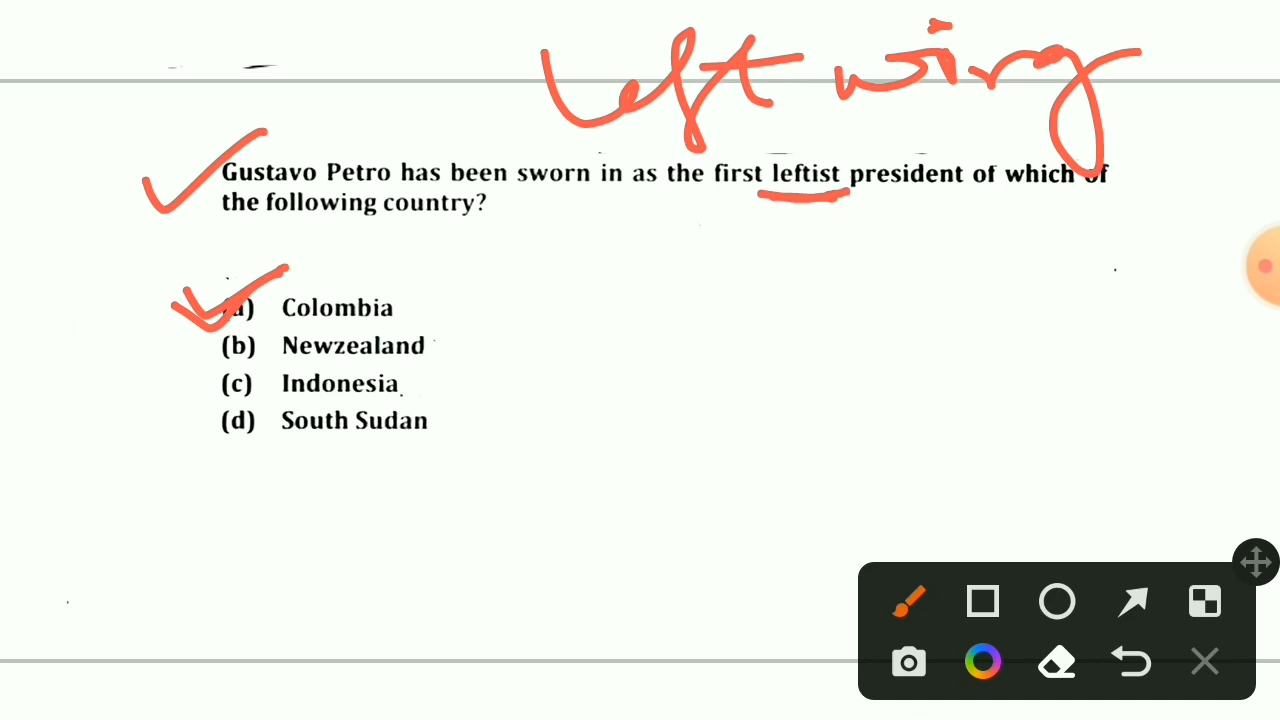 left wing
Gustavo Petro has been sworn in as the first leftist president of which of
the following country?
(a) Colombia
(b) Newzealand
(c) Indonesia
(d) South Sudan